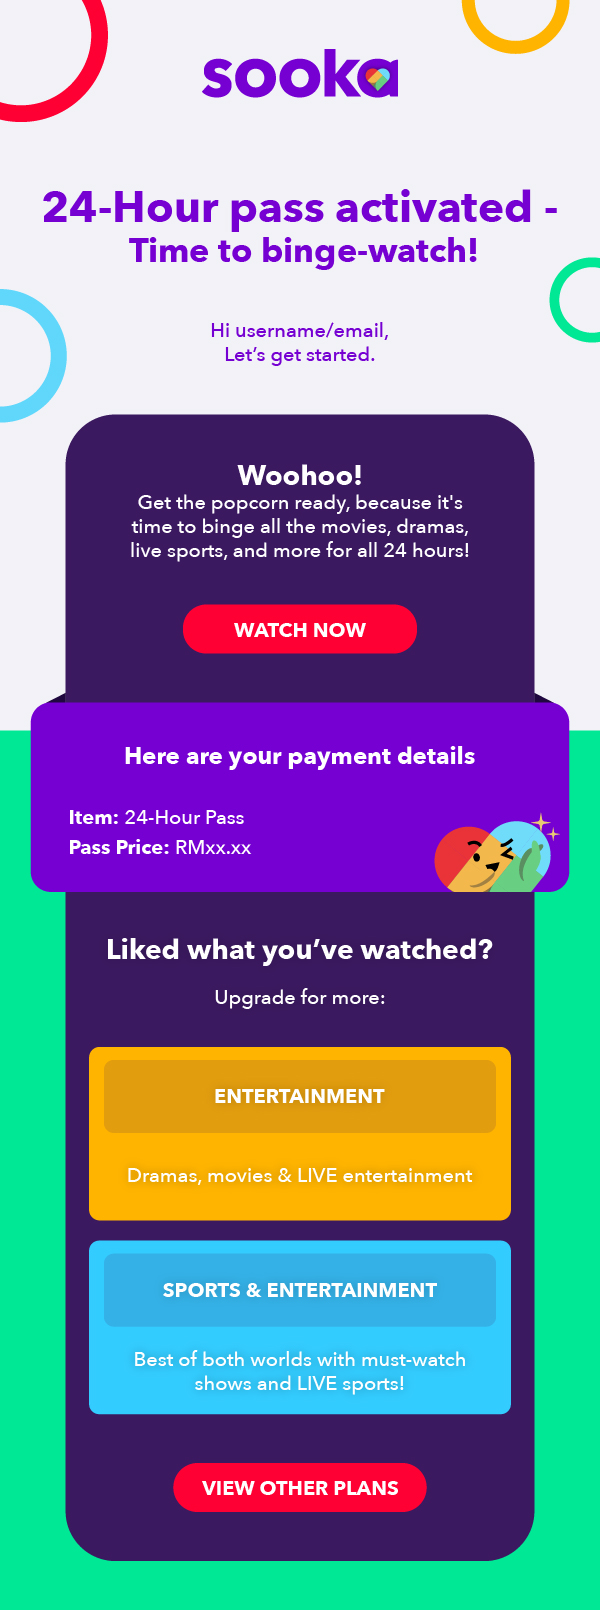 sooka
24-Hour pass activated -
Time to binge-watch!
Hi username/email,
Let’s get started.
Woohoo!
Get the popcorn ready, because it's
time to binge all the movies, dramas,
live sports, and more for all 24 hours!
WATCH NOW
Here are your payment details
Item: 24-Hour Pass
Pass Price: RMxx.xx
Liked what you’ve watched?
Upgrade for more:
ENTERTAINMENT
Dramas, movies & LIVE entertainment
SPORTS & ENTERTAINMENT
Best of both worlds with must-watch
shows and LIVE sports!
VIEW OTHER PLANS